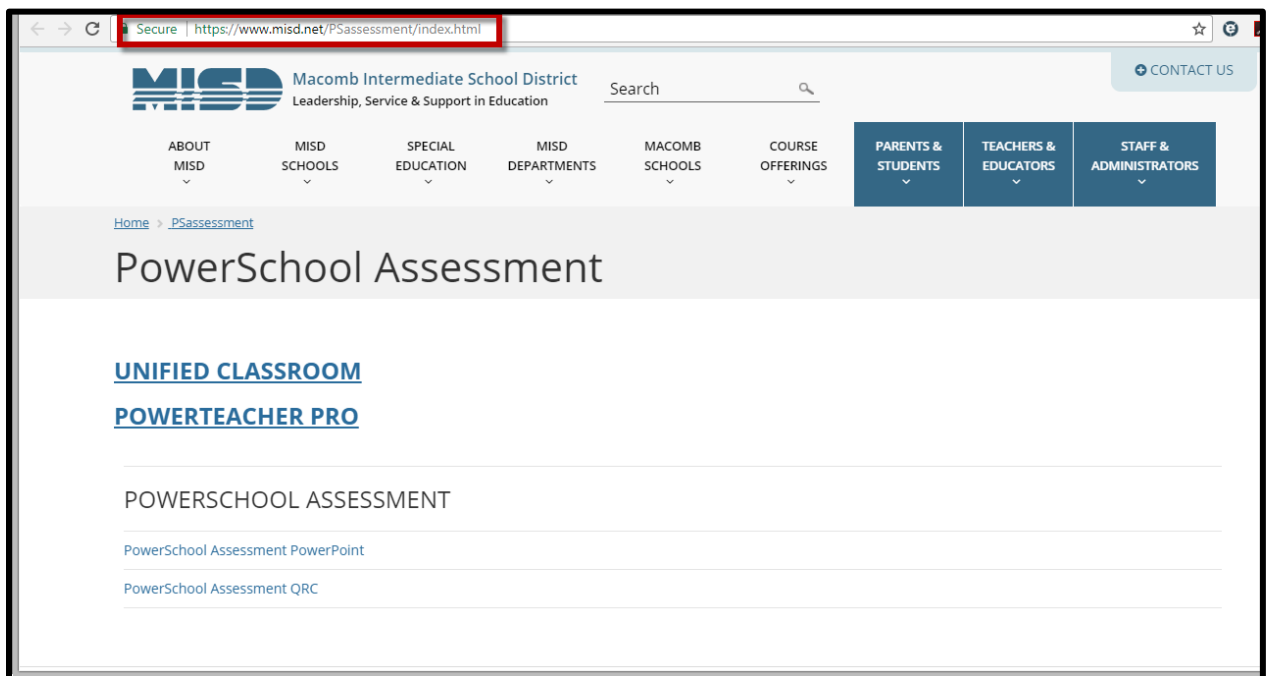 Secure | https://www.misd.net/PSassessment/index.html
MISD
Macomb Intermediate School District
Leadership, Service & Support in Education
Search
CONTACT US
ABOUT MISD
MISD SCHOOLS
SPECIAL EDUCATION
MISD DEPARTMENTS
MACOMB SCHOOLS
COURSE OFFERINGS
PARENTS & STUDENTS
TEACHERS & EDUCATORS
STAFF & ADMINISTRATORS
Home > PSassessment
PowerSchool Assessment
UNIFIED CLASSROOM
POWERTEACHER PRO
POWERSCHOOL ASSESSMENT
PowerSchool Assessment PowerPoint
PowerSchool Assessment QRC